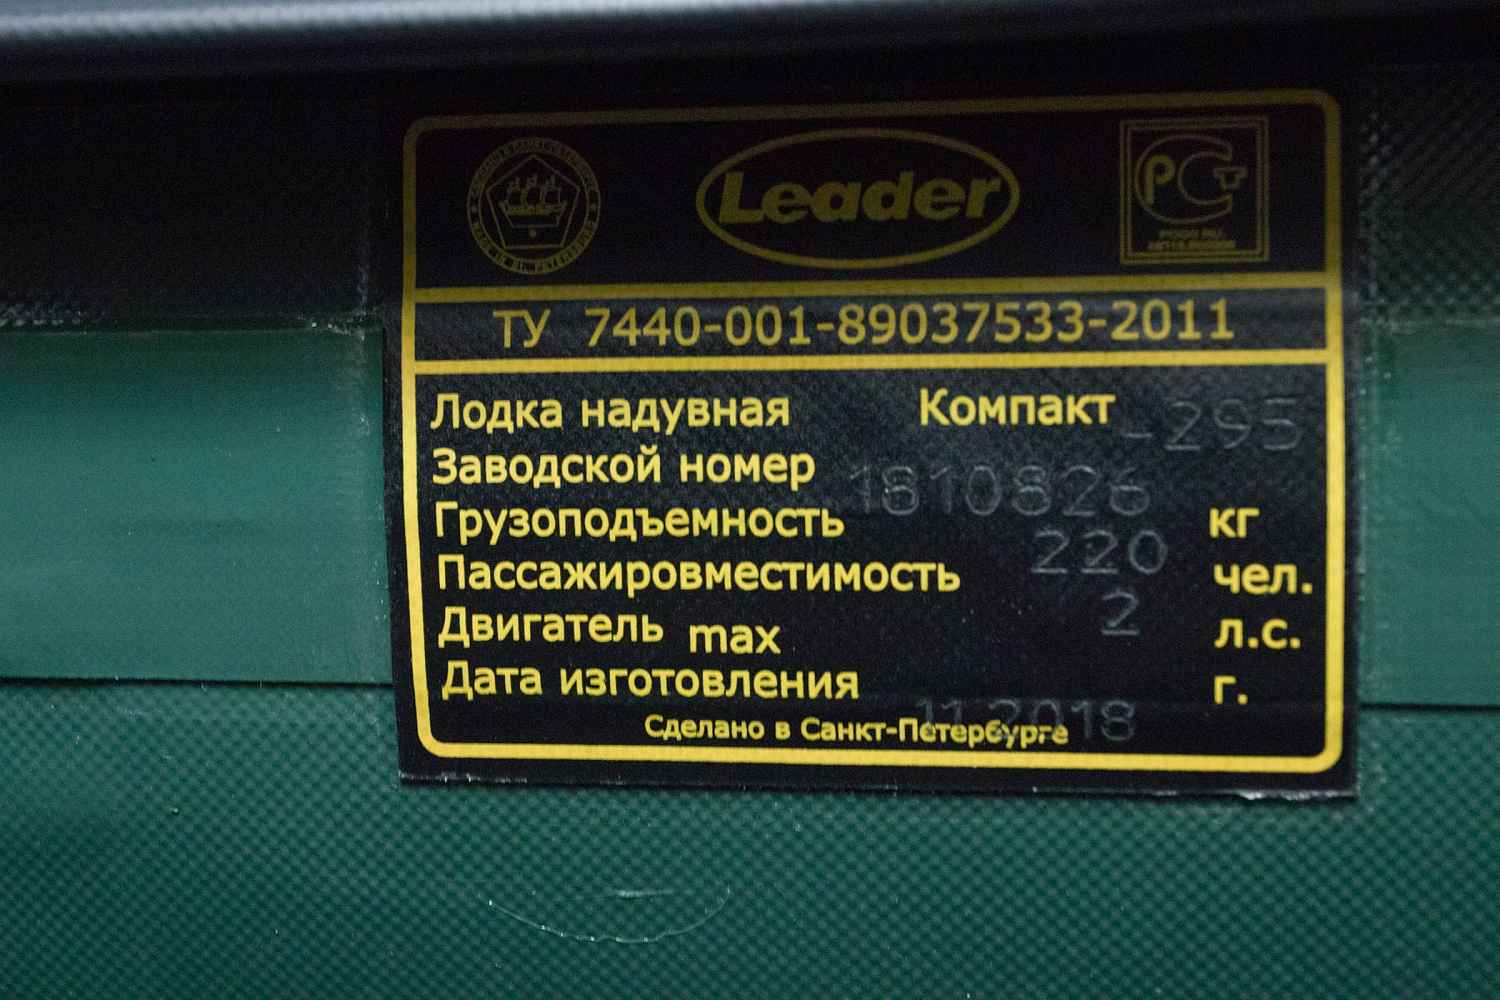 Leader
РСТ
ТУ 7440-001-89037533-2011
Лодка надувная Компакт -295
Заводской номер 1810826
Грузоподъемность 220 кг
Пассажировместимость 2 чел.
Двигатель max л.с.
Дата изготовления 11.2018 г.
Сделано в Санкт-Петербурге